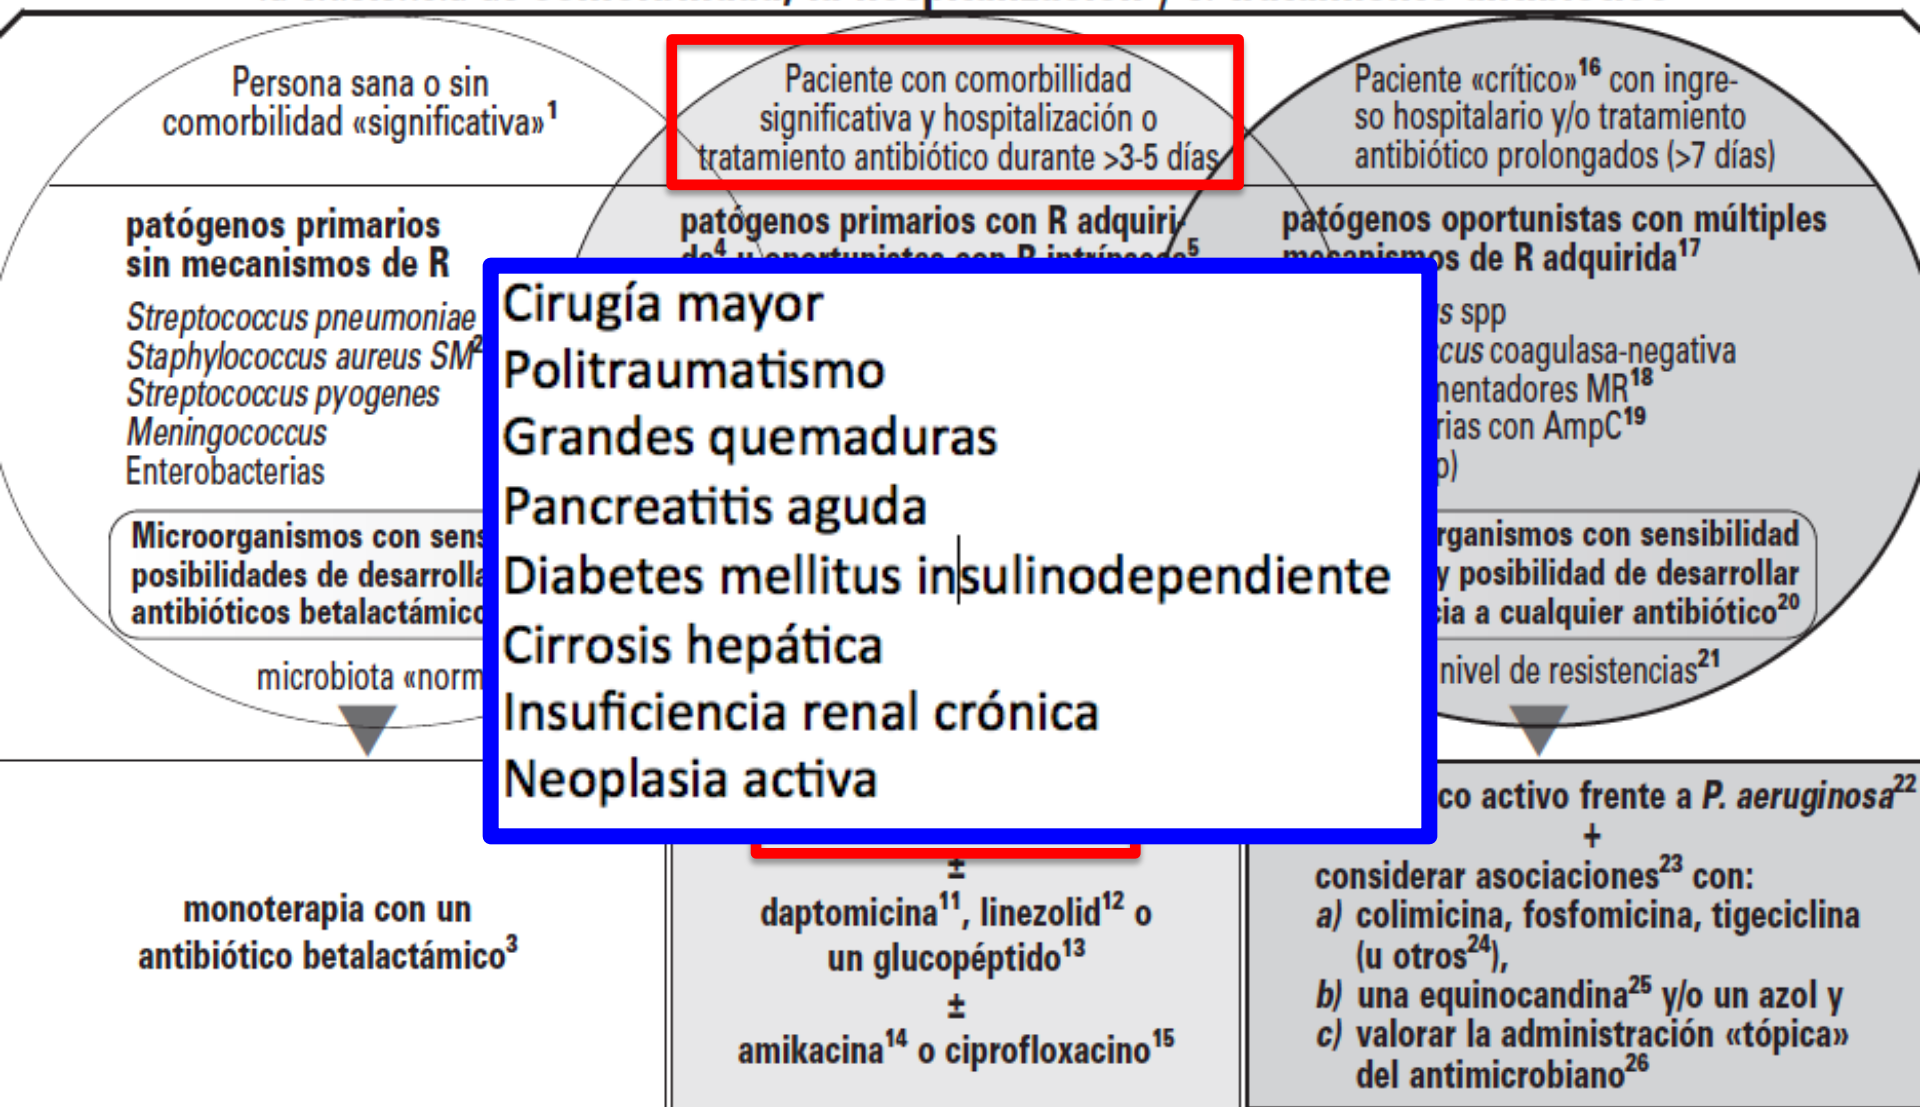 Persona sana o sin
comorbilidad «significativa»1
Paciente con comorbillidad
significativa y hospitalización o
tratamiento antibiótico durante >3-5 días
Paciente «crítico»16 con ingre-
so hospitalario y/o tratamiento
antibiótico prolongados (>7 días)
patógenos primarios
sin mecanismos de R
Streptococcus pneumoniae
Staphylococcus aureus SM2
Streptococcus pyogenes
Meningococcus
Enterobacterias
Microorganismos con sens
posibilidades de desarrolla
antibióticos betalactámico
microbiota «norm
patógenos primarios con R adquiri-
Cirugía mayor
Politraumatismo
Grandes quemaduras
Pancreatitis aguda
Diabetes mellitus insulinodependiente
Cirrosis hepática
Insuficiencia renal crónica
Neoplasia activa
patógenos oportunistas con múltiples
mecanismos de R adquirida17
s spp
cus coagulasa-negativa
mentadores MR18
rias con AmpC19
p)
rganismos con sensibilidad
y posibilidad de desarrollar
cia a cualquier antibiótico20
nivel de resistencias21
monoterapia con un
antibiótico betalactámico3
±
daptomicina11, linezolid12 o
un glucopéptido13
±
amikacina14 o ciprofloxacino15
co activo frente a P. aeruginosa22
+
considerar asociaciones23 con:
a) colimicina, fosfomicina, tigeciclina
(u otros24),
b) una equinocandina25 y/o un azol y
c) valorar la administración «tópica»
del antimicrobiano26